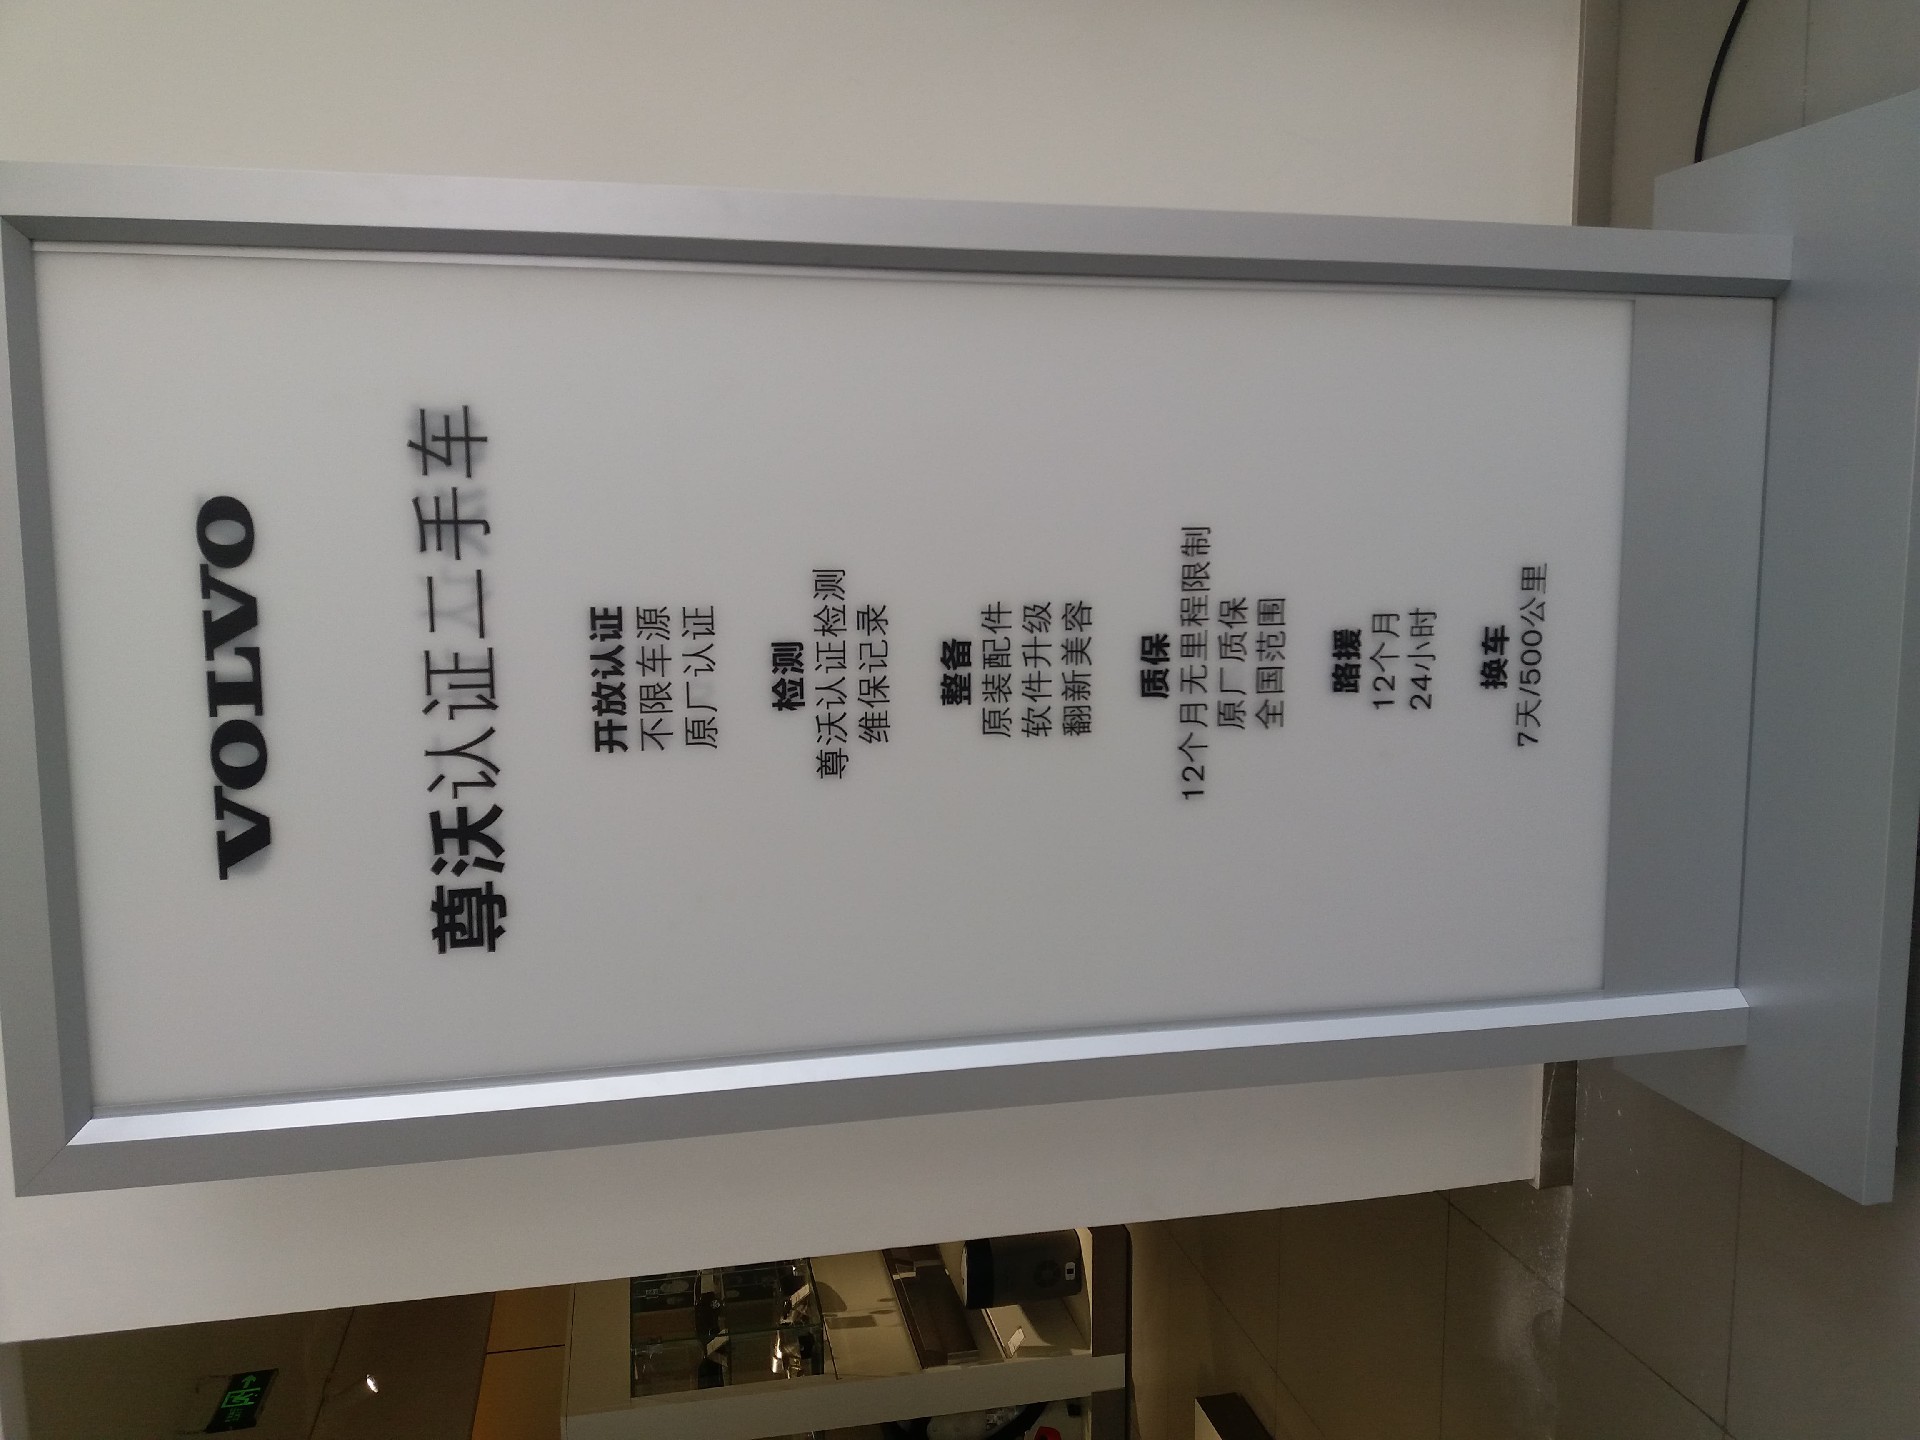 VOLVO
尊沃认证二手车
开放认证
不限车源
原厂认证
检测
尊沃认证检测
维保记录
整备
原装配件
软件升级
翻新美容
质保
12个月无里程限制
原厂质保
全国范围
路援
12个月
24小时
换车
7天/500公里